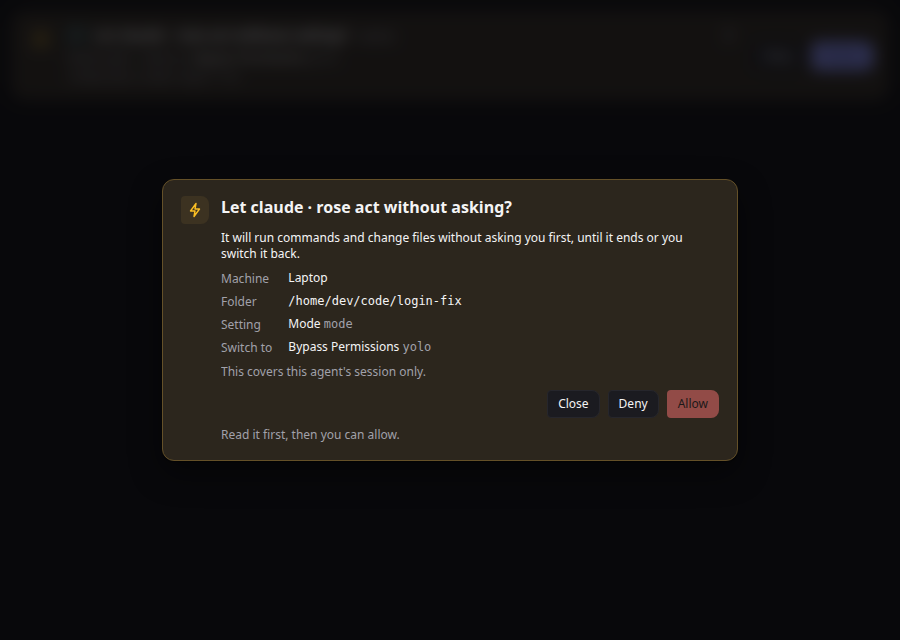 Let claude · rose act without asking?
It will run commands and change files without asking you first, until it ends or you
switch it back.
Machine Laptop
Folder /home/dev/code/login-fix
Setting Mode mode
Switch to Bypass Permissions yolo
This covers this agent's session only.
Close Deny Allow
Read it first, then you can allow.